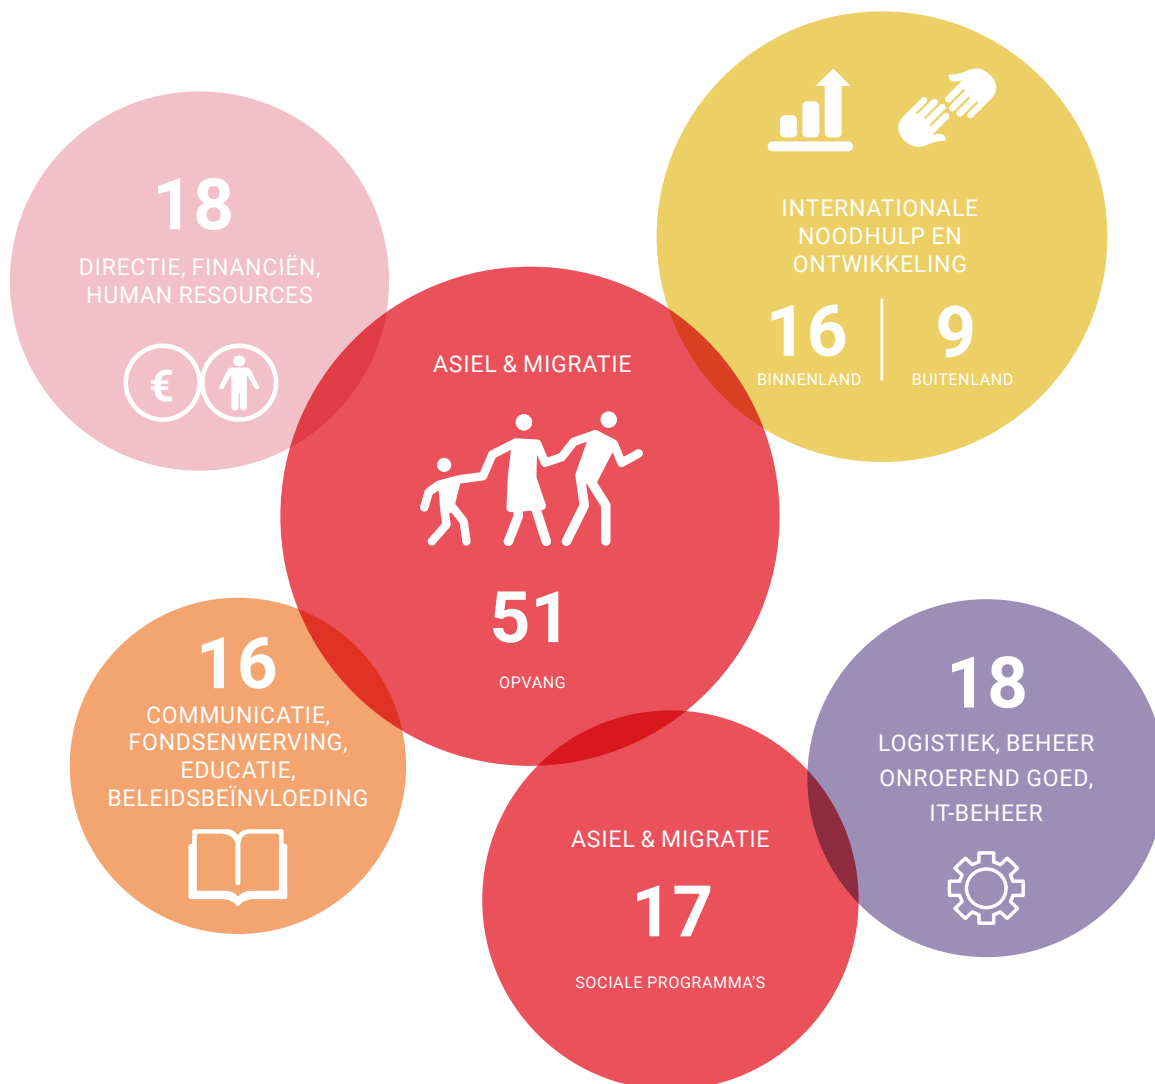 18
DIRECTIE, FINANCIËN,
HUMAN RESOURCES
€
INTERNATIONALE
NOODHULP EN
ONTWIKKELING
16
BINNENLAND
9
BUITENLAND
ASIEL & MIGRATIE
51
OPVANG
16
COMMUNICATIE,
FONDSENWERVING,
EDUCATIE,
BELEIDSBEÏNVLOEDING
18
LOGISTIEK, BEHEER
ONROEREND GOED,
IT-BEHEER
ASIEL & MIGRATIE
17
SOCIALE PROGRAMMA'S